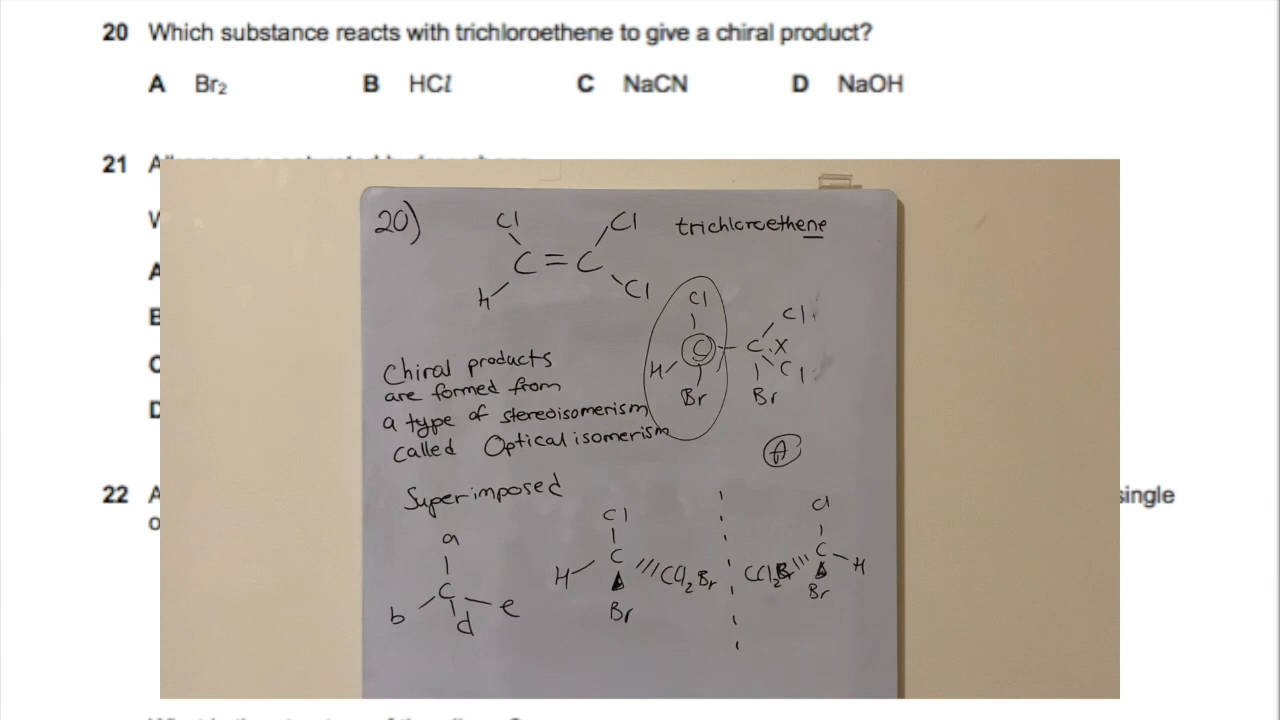 20 Which substance reacts with trichloroethene to give a chiral product?
A Br₂ B HCl C NaCN D NaOH
21 A
V
A
B
C
D
22 A
single
o
20)
trichloroethene
Cl Cl
C=C
H Cl
Cl
Cl
H C - C X
Cl
Br Br
Chiral products
are formed from
a type of stereoisomerism
called Optical isomerism
A
Superimposed
a
C
b d e
Cl
H C CCl₂Br
Br
Cl
CCl₂Br C H
Br